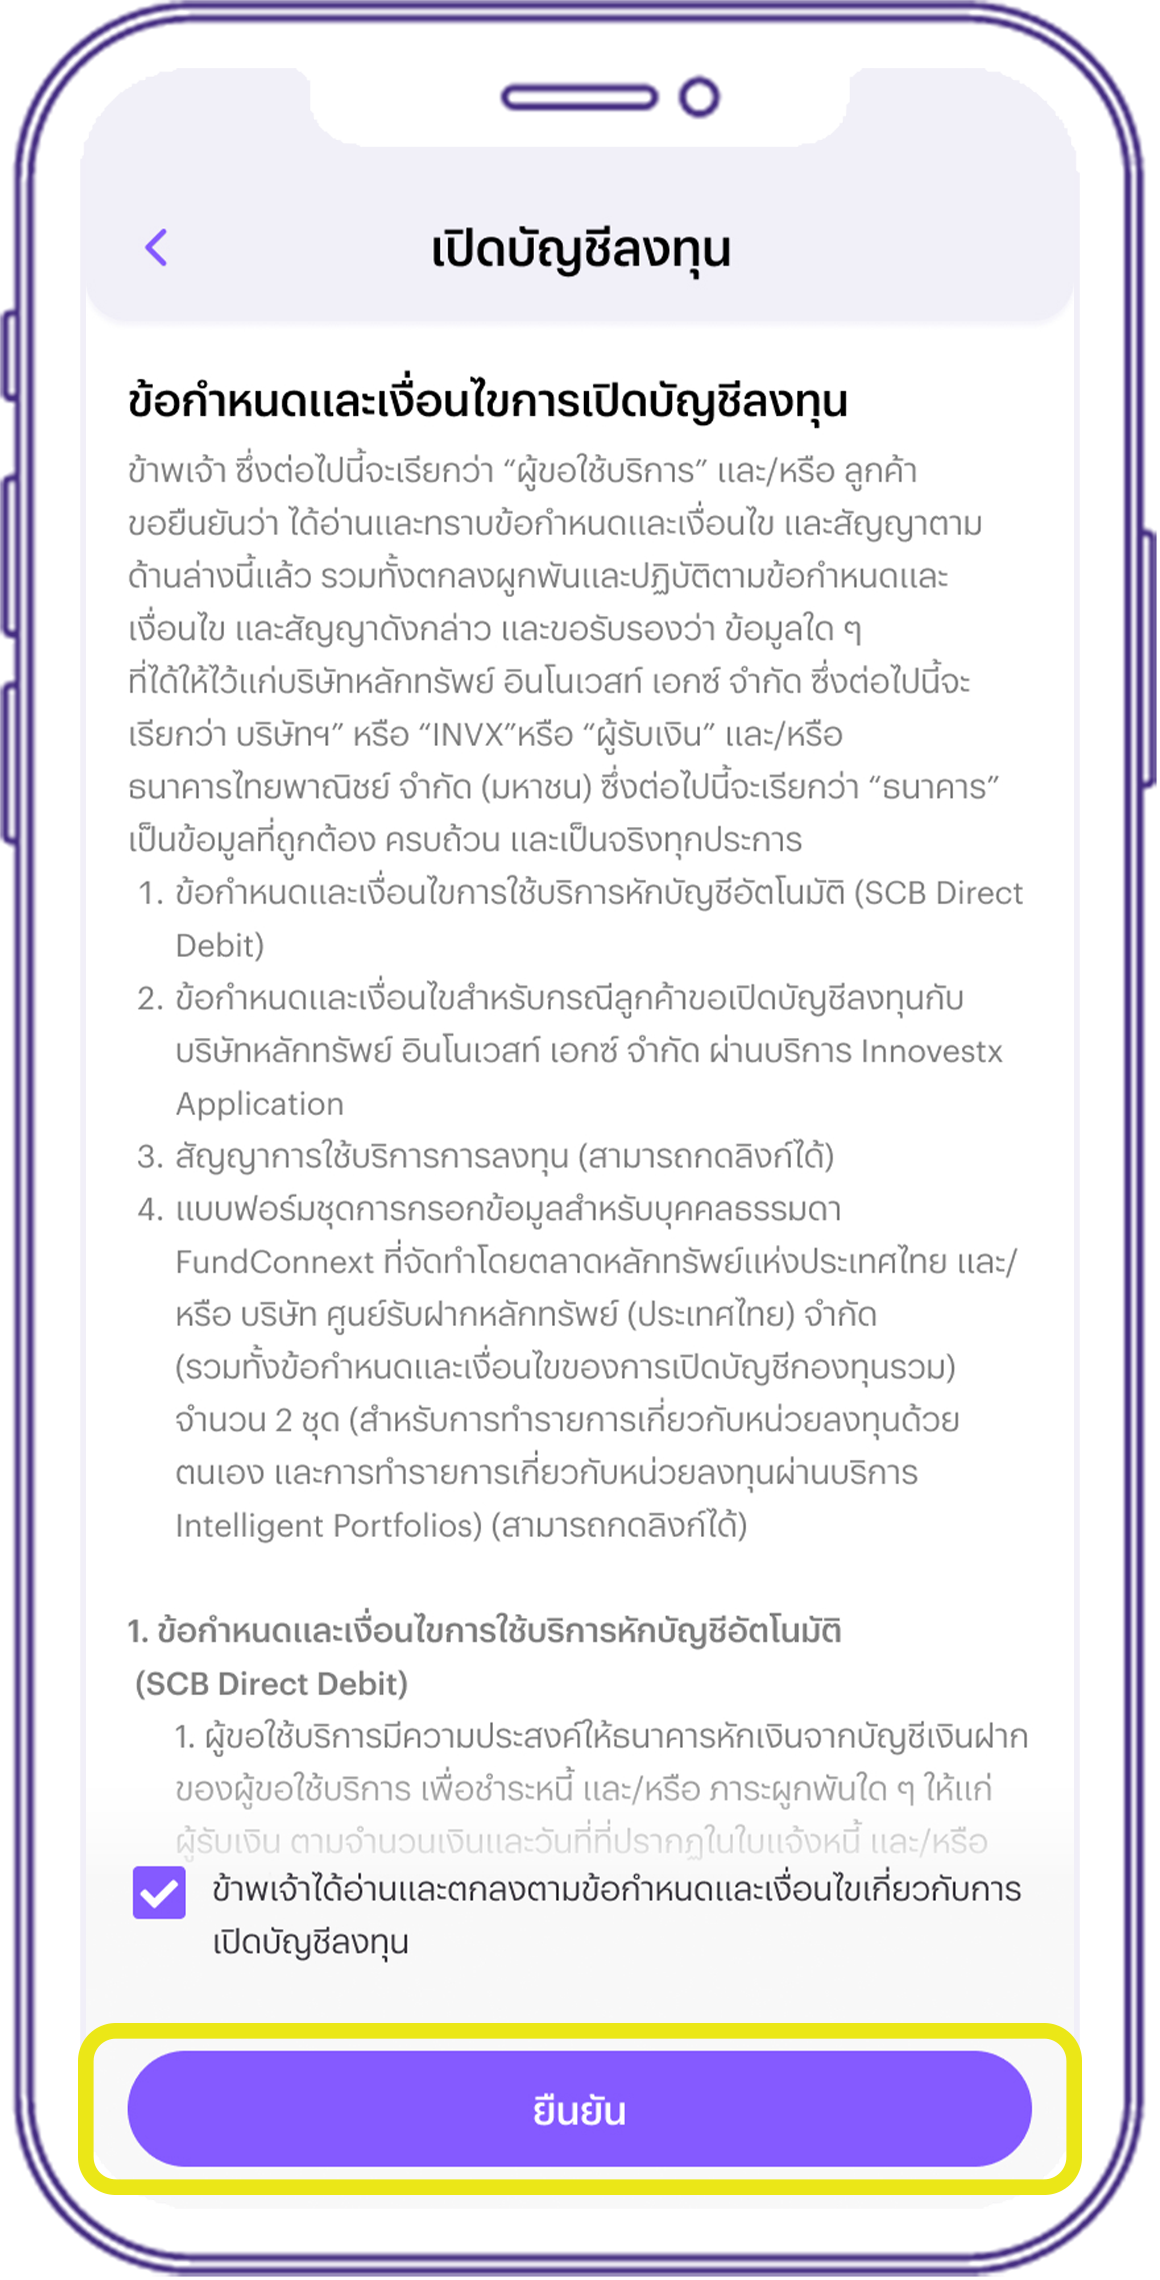 เปิดบัญชีลงทุน
ข้อกำหนดและเงื่อนไขการเปิดบัญชีลงทุน
ข้าพเจ้า ซึ่งต่อไปนี้จะเรียกว่า “ผู้ขอใช้บริการ” และ/หรือ ลูกค้า
ขอยืนยันว่า ได้อ่านและทราบข้อกำหนดและเงื่อนไข และสัญญาตาม
ด้านล่างนี้แล้ว รวมทั้งตกลงผูกพันและปฏิบัติตามข้อกำหนดและ
เงื่อนไข และสัญญาดังกล่าว และขอรับรองว่า ข้อมูลใด ๆ
ที่ได้ให้ไว้แก่บริษัทหลักทรัพย์ อินโนเวสท์ เอกซ์ จำกัด ซึ่งต่อไปนี้จะ
เรียกว่า บริษัทฯ” หรือ “INVX”หรือ “ผู้รับเงิน” และ/หรือ
ธนาคารไทยพาณิชย์ จำกัด (มหาชน) ซึ่งต่อไปนี้จะเรียกว่า “ธนาคาร”
เป็นข้อมูลที่ถูกต้อง ครบถ้วน และเป็นจริงทุกประการ
1. ข้อกำหนดและเงื่อนไขการใช้บริการหักบัญชีอัตโนมัติ (SCB Direct
Debit)
2. ข้อกำหนดและเงื่อนไขสำหรับกรณีลูกค้าขอเปิดบัญชีลงทุนกับ
บริษัทหลักทรัพย์ อินโนเวสท์ เอกซ์ จำกัด ผ่านบริการ Innovestx
Application
3. สัญญาการใช้บริการการลงทุน (สามารถกดลิงก์ได้)
4. แบบฟอร์มชุดการกรอกข้อมูลสำหรับบุคคลธรรมดา
FundConnext ที่จัดทำโดยตลาดหลักทรัพย์แห่งประเทศไทย และ/
หรือ บริษัท ศูนย์รับฝากหลักทรัพย์ (ประเทศไทย) จำกัด
(รวมทั้งข้อกำหนดและเงื่อนไขของการเปิดบัญชีกองทุนรวม)
จำนวน 2 ชุด (สำหรับการทำรายการเกี่ยวกับหน่วยลงทุนด้วย
ตนเอง และการทำรายการเกี่ยวกับหน่วยลงทุนผ่านบริการ
Intelligent Portfolios) (สามารถกดลิงก์ได้)
1. ข้อกำหนดและเงื่อนไขการใช้บริการหักบัญชีอัตโนมัติ
(SCB Direct Debit)
1. ผู้ขอใช้บริการมีความประสงค์ให้ธนาคารหักเงินจากบัญชีเงินฝาก
ของผู้ขอใช้บริการ เพื่อชำระหนี้ และ/หรือ ภาระผูกพันใด ๆ ให้แก่
ผู้รับเงิน ตามจำนวนเงินและวันที่ที่ปรากฏในใบแจ้งหนี้ และ/หรือ
ข้าพเจ้าได้อ่านและตกลงตามข้อกำหนดและเงื่อนไขเกี่ยวกับการ
เปิดบัญชีลงทุน
ยืนยัน